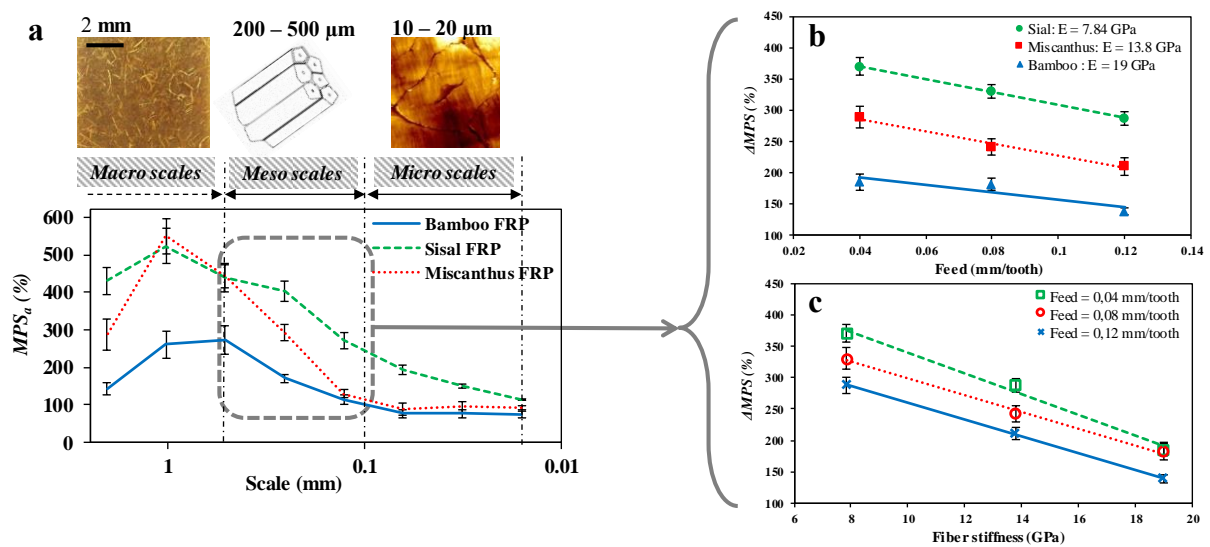 a
2 mm
200 – 500 µm
10 – 20 µm
Macro scales
Meso scales
Micro scales
MPSa (%)
600
500
400
300
200
100
0
Bamboo FRP
Sisal FRP
Miscanthus FRP
1
0.1
0.01
Scale (mm)
b
Sial: E = 7.84 GPa
Miscanthus: E = 13.8 GPa
Bamboo : E = 19 GPa
ΔMPS (%)
450
400
350
300
250
200
150
100
0.02
0.04
0.06
0.08
0.1
0.12
0.14
Feed (mm/tooth)
c
Feed = 0,04 mm/tooth
Feed = 0,08 mm/tooth
Feed = 0,12 mm/tooth
ΔMPS (%)
450
400
350
300
250
200
150
100
6
8
10
12
14
16
18
20
Fiber stiffness (GPa)